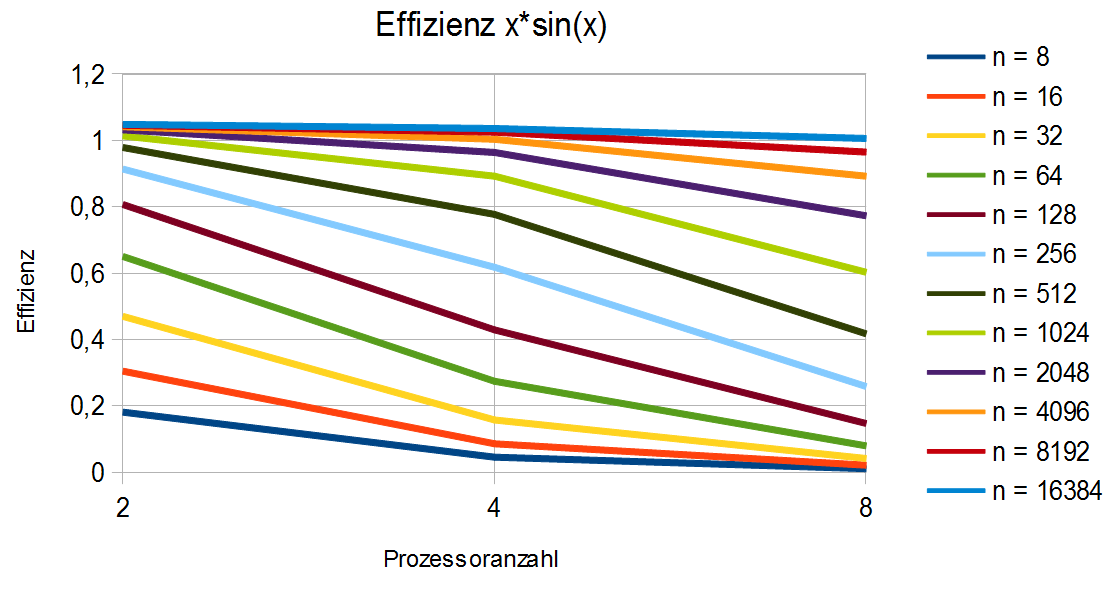 Effizienz x*sin(x)
1,2
1
0,8
0,6
0,4
0,2
0
Effizienz
2 4 8
Prozessoranzahl
n = 8
n = 16
n = 32
n = 64
n = 128
n = 256
n = 512
n = 1024
n = 2048
n = 4096
n = 8192
n = 16384